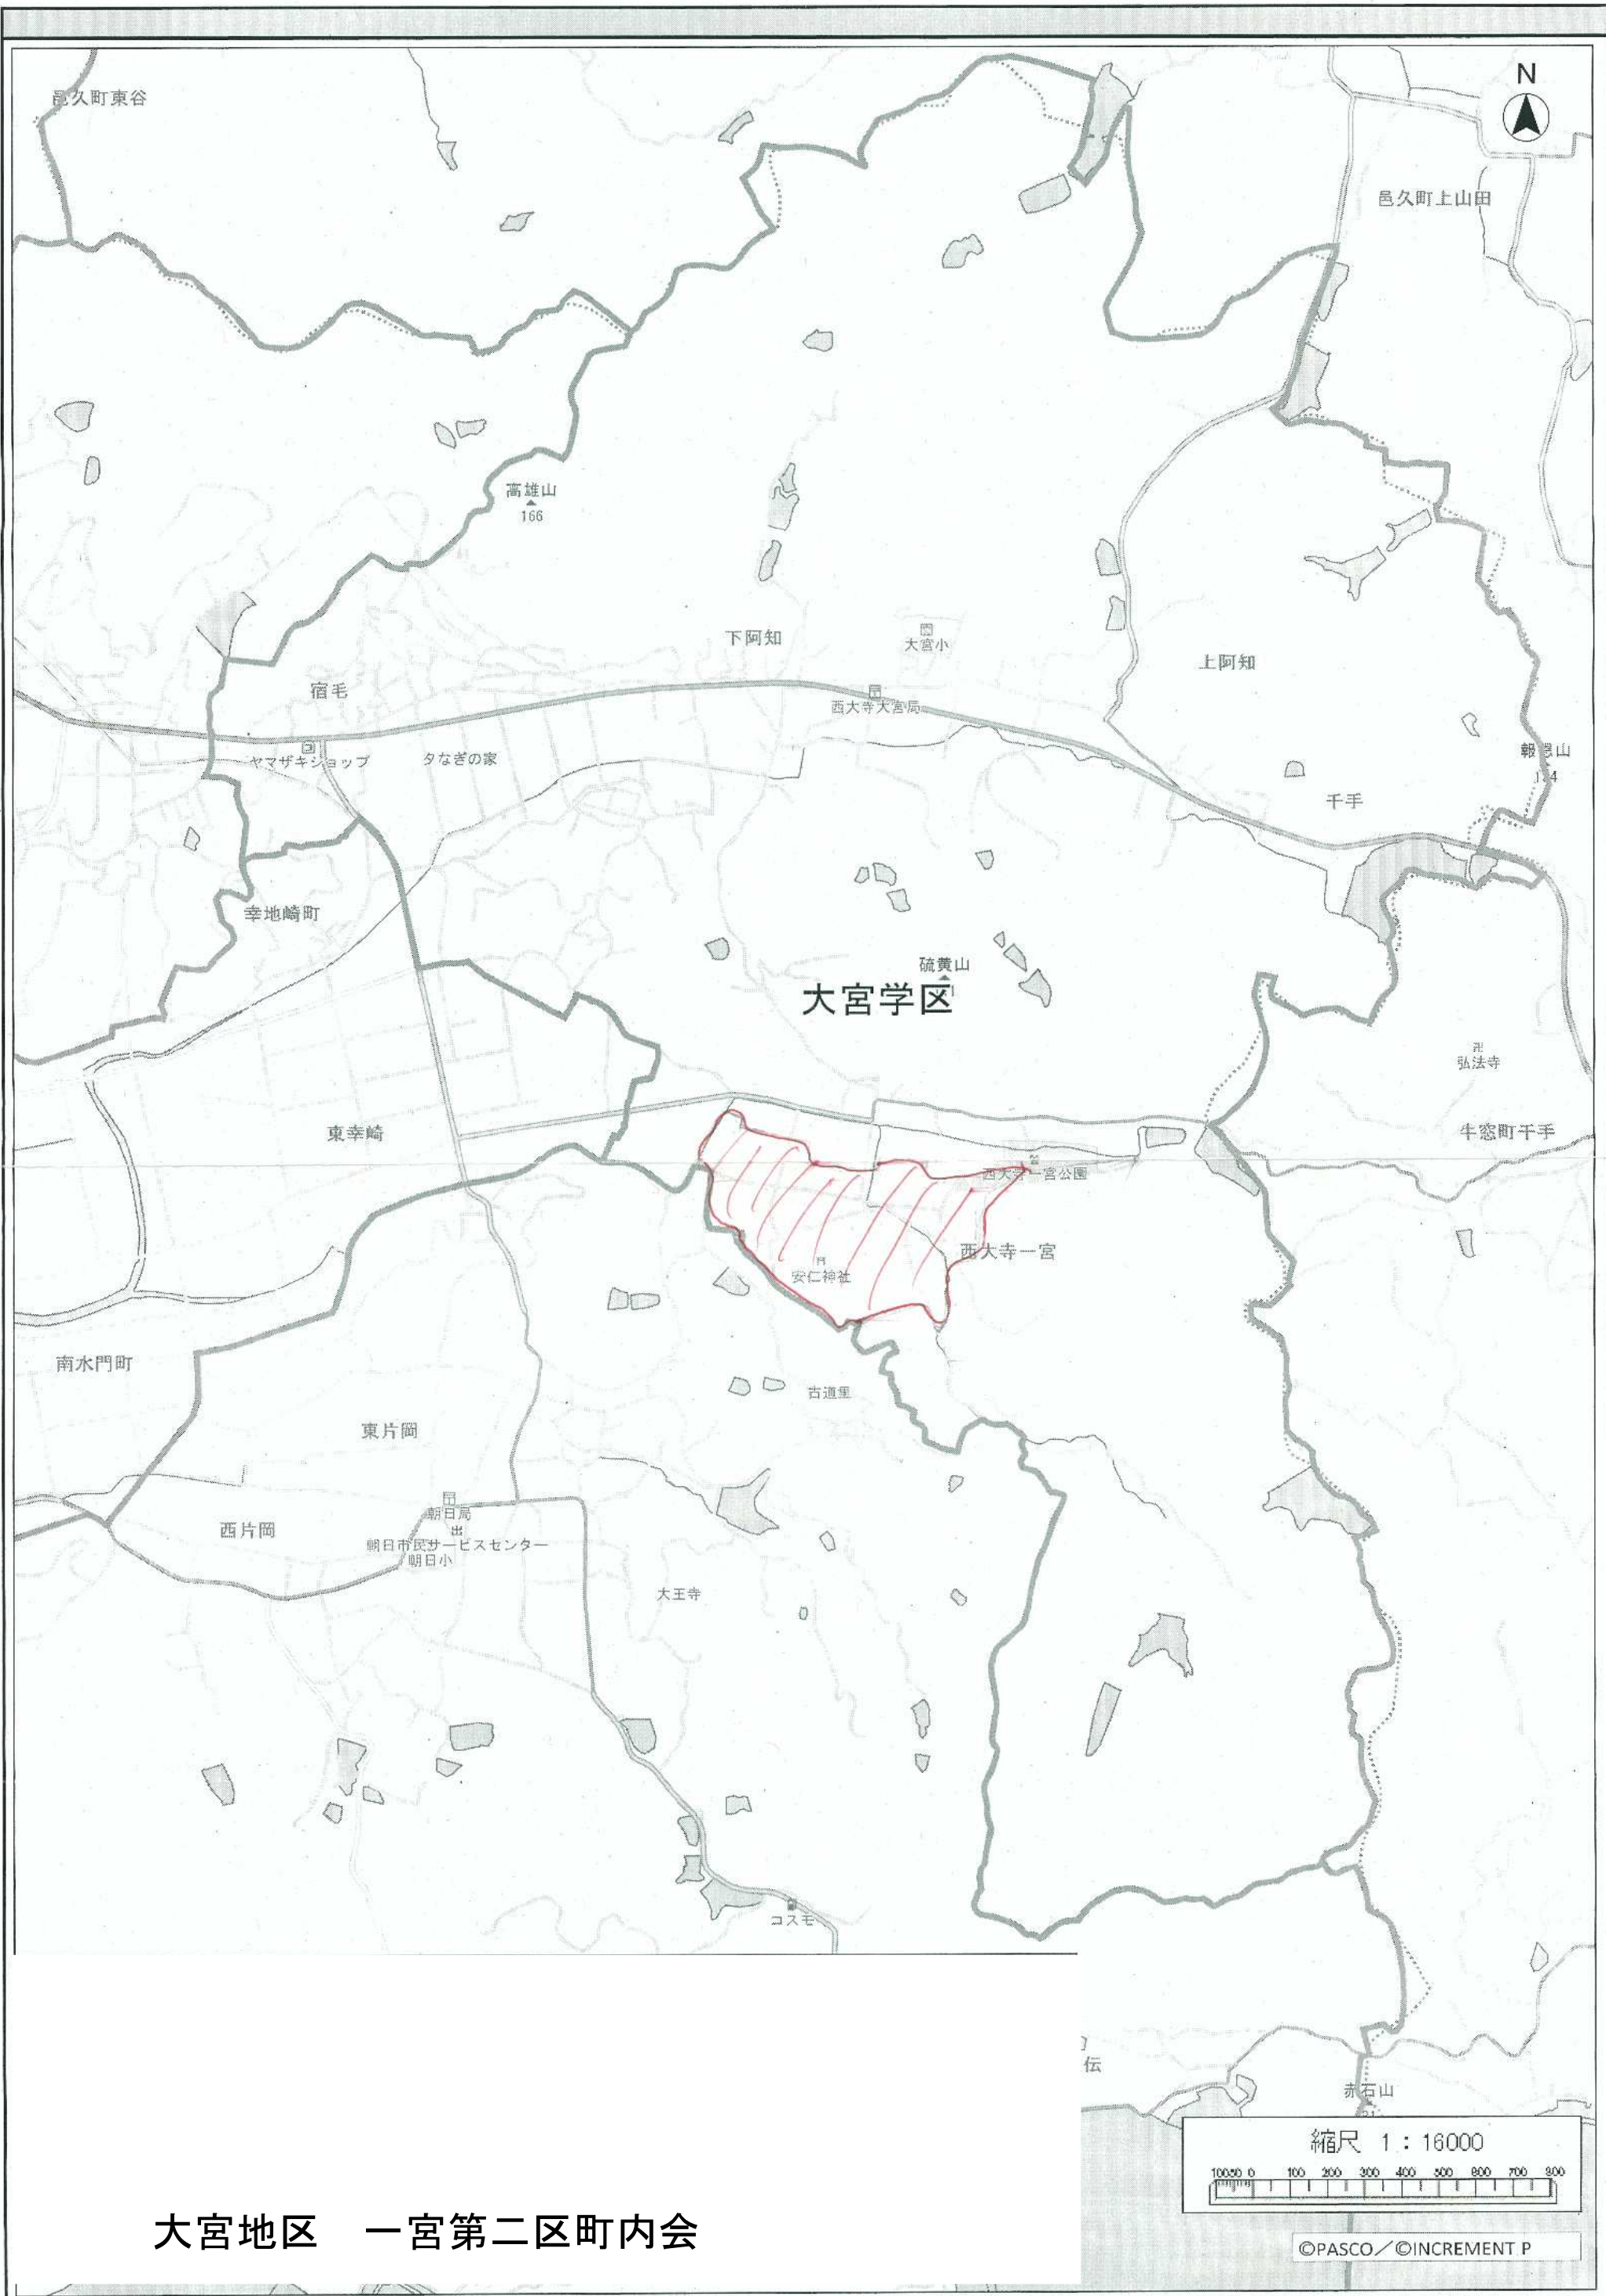 N
邑久町東谷
邑久町上山田
高雄山
166
下阿知
大宮小
上阿知
宿毛
西大寺大宮局
ヤマザキショップ
夕なぎの家
報恩山
千手
幸地崎町
硫黄山
大宮学区
弘法寺
東幸崎
牛窓町千手
西大寺一宮公園
西大寺一宮
安仁神社
南水門町
古道里
東片岡
朝日局
西片岡
朝日市民サービスセンター
朝日小
大王寺
コスモ
伝
赤石山
縮尺 1：16000
10050 0 100 200 300 400 500 600 700 800
©PASCO／©INCREMENT P
大宮地区　一宮第二区町内会